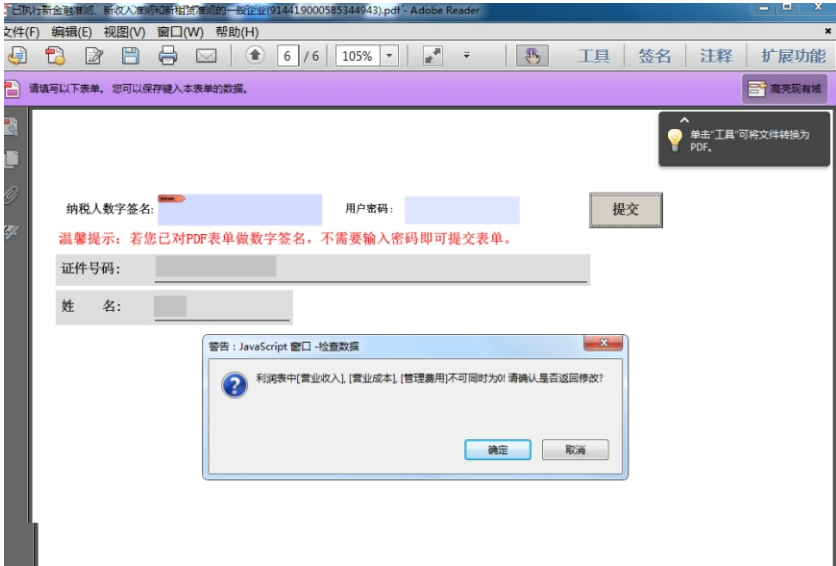 已执行新金融准则、新收入准则和新租赁准则的一般企业(914419000585344943).pdf - Adobe Reader
文件(F) 编辑(E) 视图(V) 窗口(W) 帮助(H)
6 / 6 105% 工具 签名 注释 扩展功能
请填写以下表单。 您可以保存键入本表单的数据。 高亮现有域
单击“工具”可将文件转换为
PDF。
纳税人数字签名: 用户密码: 提交
温馨提示: 若您已对PDF表单做数字签名, 不需要输入密码即可提交表单。
证件号码:
姓 名:
警告 : JavaScript 窗口 -检查数据
利润表中[营业收入], [营业成本], [管理费用]不可同时为0! 请确认是否返回修改?
确定 取消